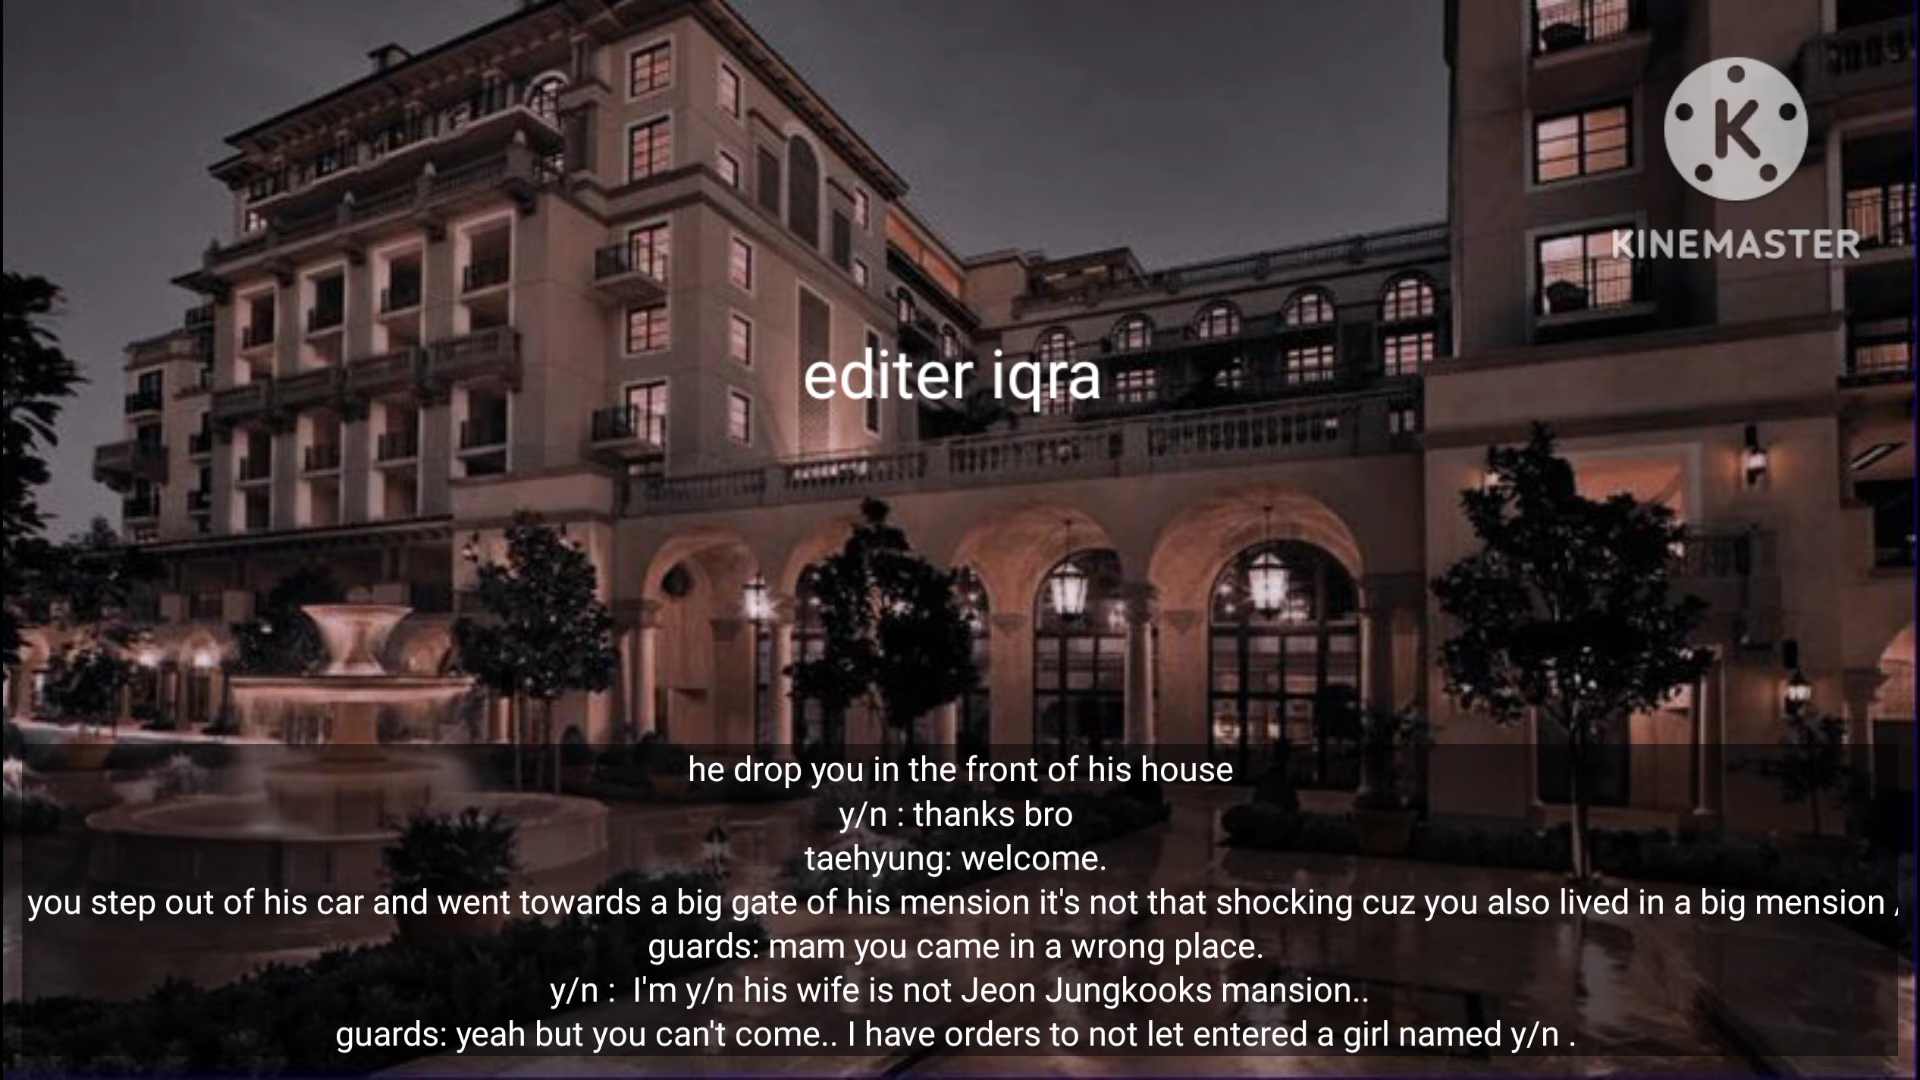 K
KINEMASTER
editer iqra
he drop you in the front of his house
y/n : thanks bro
taehyung: welcome.
you step out of his car and went towards a big gate of his mension it's not that shocking cuz you also lived in a big mension ,
guards: mam you came in a wrong place.
y/n :  I'm y/n his wife is not Jeon Jungkooks mansion..
guards: yeah but you can't come.. I have orders to not let entered a girl named y/n .